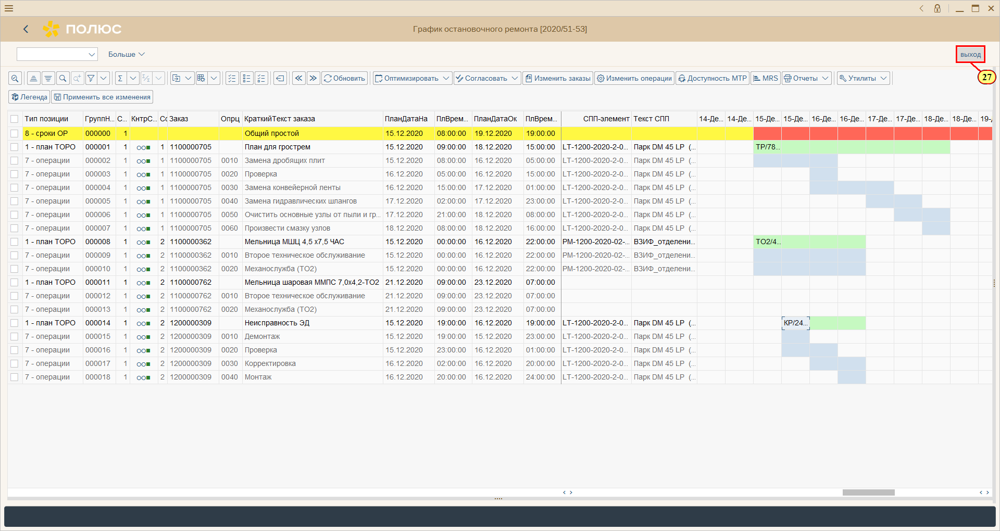 ПОЛЮС
График остановочного ремонта [2020/51-53]
Больше
выход
27
Обновить Оптимизировать Согласовать Изменить заказы Изменить операции Доступность МТР MRS Отчеты Утилиты
Легенда Применить все изменения
Тип позиции ГруппН... С... КнтрС... Сс Заказ Опрц КраткийТекст заказа ПланДатаНа ПлВрем... ПланДатаОк ПлВрем... СПП-элемент Текст СПП 14-Де... 14-Де... 15-Де... 15-Де... 16-Де... 16-Де... 17-Де... 17-Де... 18-Де... 18-Де... 19-
8 - сроки ОР 000000 1 Общий простой 15.12.2020 08:00:00 19.12.2020 19:00:00
1 - план ТОРО 000001 1 1 1100000705 План для грострем 15.12.2020 09:00:00 18.12.2020 15:00:00 LT-1200-2020-2-0... Парк DM 45 LP (... ТР/78...
7 - операции 000002 1 1 1100000705 0010 Замена дробящих плит 15.12.2020 08:00:00 16.12.2020 05:00:00 LT-1200-2020-2-0... Парк DM 45 LP (...
7 - операции 000003 1 1 1100000705 0020 Проверка 16.12.2020 05:00:00 16.12.2020 15:00:00 LT-1200-2020-2-0... Парк DM 45 LP (...
7 - операции 000004 1 1 1100000705 0030 Замена конвейерной ленты 16.12.2020 15:00:00 17.12.2020 01:00:00 LT-1200-2020-2-0... Парк DM 45 LP (...
7 - операции 000005 1 1 1100000705 0040 Замена гидравлических шлангов 17.12.2020 02:00:00 17.12.2020 23:00:00 LT-1200-2020-2-0... Парк DM 45 LP (...
7 - операции 000006 1 1 1100000705 0050 Очистить основные узлы от пыли и гр... 17.12.2020 21:00:00 18.12.2020 08:00:00 LT-1200-2020-2-0... Парк DM 45 LP (...
7 - операции 000007 1 1 1100000705 0060 Произвести смазку узлов 18.12.2020 08:00:00 18.12.2020 16:00:00 LT-1200-2020-2-0... Парк DM 45 LP (...
1 - план ТОРО 000008 1 2 1100000362 Мельница МШЦ 4,5 х7,5 ЧАС 15.12.2020 00:00:00 16.12.2020 22:00:00 PM-1200-2020-02-... ВЗИФ_отделени... ТО2/4...
7 - операции 000009 1 2 1100000362 0010 Второе техническое обслуживание 15.12.2020 00:00:00 16.12.2020 22:00:00 PM-1200-2020-02-... ВЗИФ_отделени...
7 - операции 000010 1 2 1100000362 0020 Механослужба (ТО2) 15.12.2020 00:00:00 16.12.2020 22:00:00 PM-1200-2020-02-... ВЗИФ_отделени...
1 - план ТОРО 000011 1 2 1100000762 Мельница шаровая ММПС 7,0х4,2-ТО2 21.12.2020 09:00:00 23.12.2020 07:00:00
7 - операции 000012 1 2 1100000762 0010 Второе техническое обслуживание 21.12.2020 09:00:00 23.12.2020 07:00:00
7 - операции 000013 1 2 1100000762 0020 Механослужба (ТО2) 21.12.2020 09:00:00 23.12.2020 07:00:00
1 - план ТОРО 000014 1 2 1200000309 Неисправность ЭД 15.12.2020 19:00:00 16.12.2020 19:00:00 LT-1200-2020-2-0... Парк DM 45 LP (... КР/24...
7 - операции 000015 1 2 1200000309 0010 Демонтаж 15.12.2020 19:00:00 15.12.2020 23:00:00 LT-1200-2020-2-0... Парк DM 45 LP (...
7 - операции 000016 1 2 1200000309 0020 Проверка 15.12.2020 23:00:00 16.12.2020 01:00:00 LT-1200-2020-2-0... Парк DM 45 LP (...
7 - операции 000017 1 2 1200000309 0030 Корректировка 16.12.2020 02:00:00 16.12.2020 20:00:00 LT-1200-2020-2-0... Парк DM 45 LP (...
7 - операции 000018 1 2 1200000309 0040 Монтаж 16.12.2020 20:00:00 16.12.2020 24:00:00 LT-1200-2020-2-0... Парк DM 45 LP (...